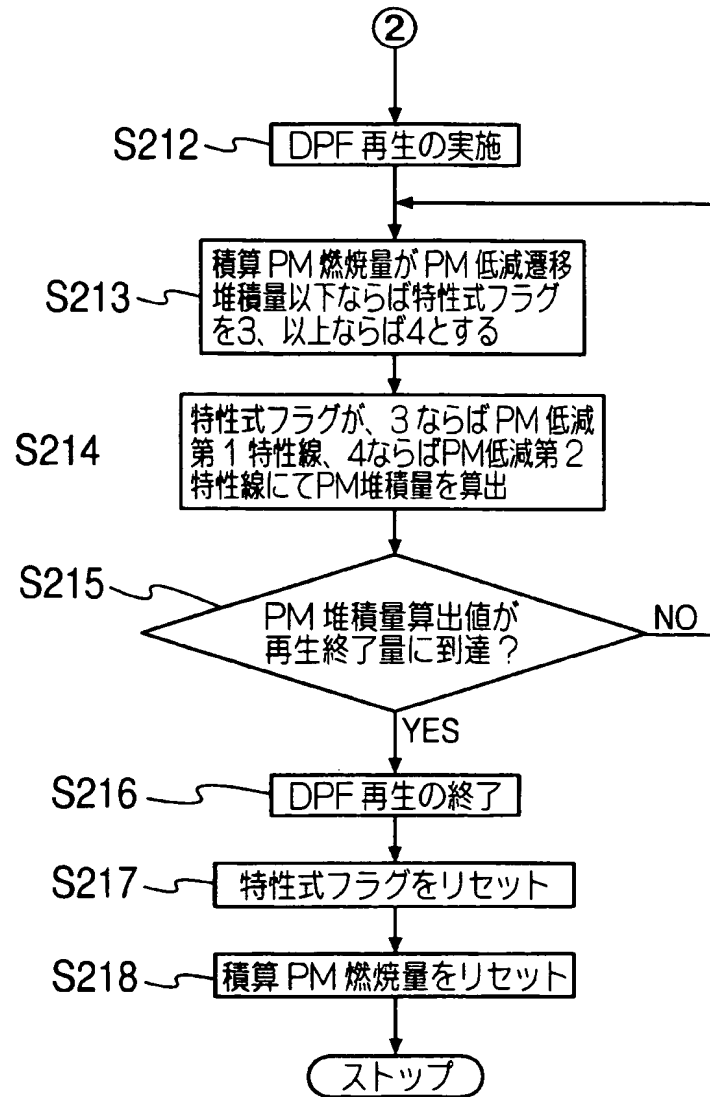 ②
S212
DPF 再生の実施
S213
積算 PM 燃焼量が PM 低減遷移
堆積量以下ならば特性式フラグ
を3、以上ならば4とする
S214
特性式フラグが、3ならばPM 低減
第1特性線、4ならばPM低減第2
特性線にてPM堆積量を算出
S215
PM 堆積量算出値が
再生終了量に到達?
NO
YES
S216
DPF 再生の終了
S217
特性式フラグをリセット
S218
積算 PM 燃焼量をリセット
ストップ